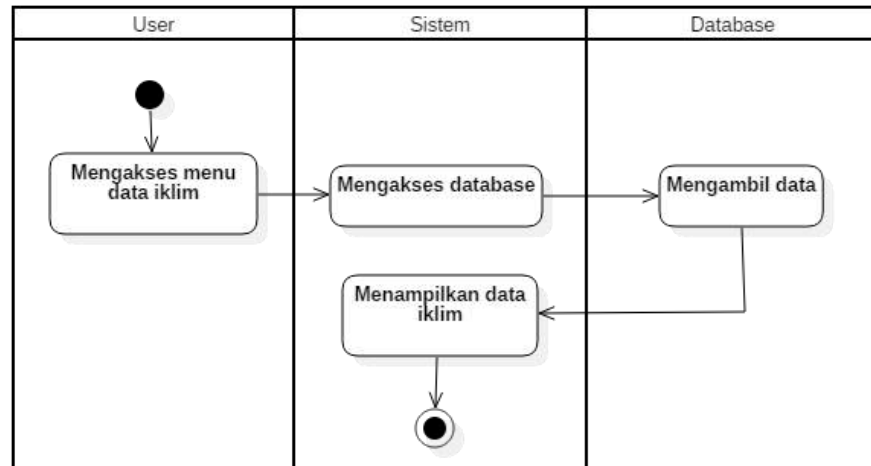 User
Sistem
Database
Mengakses menu
data iklim
Mengakses database
Mengambil data
Menampilkan data
iklim